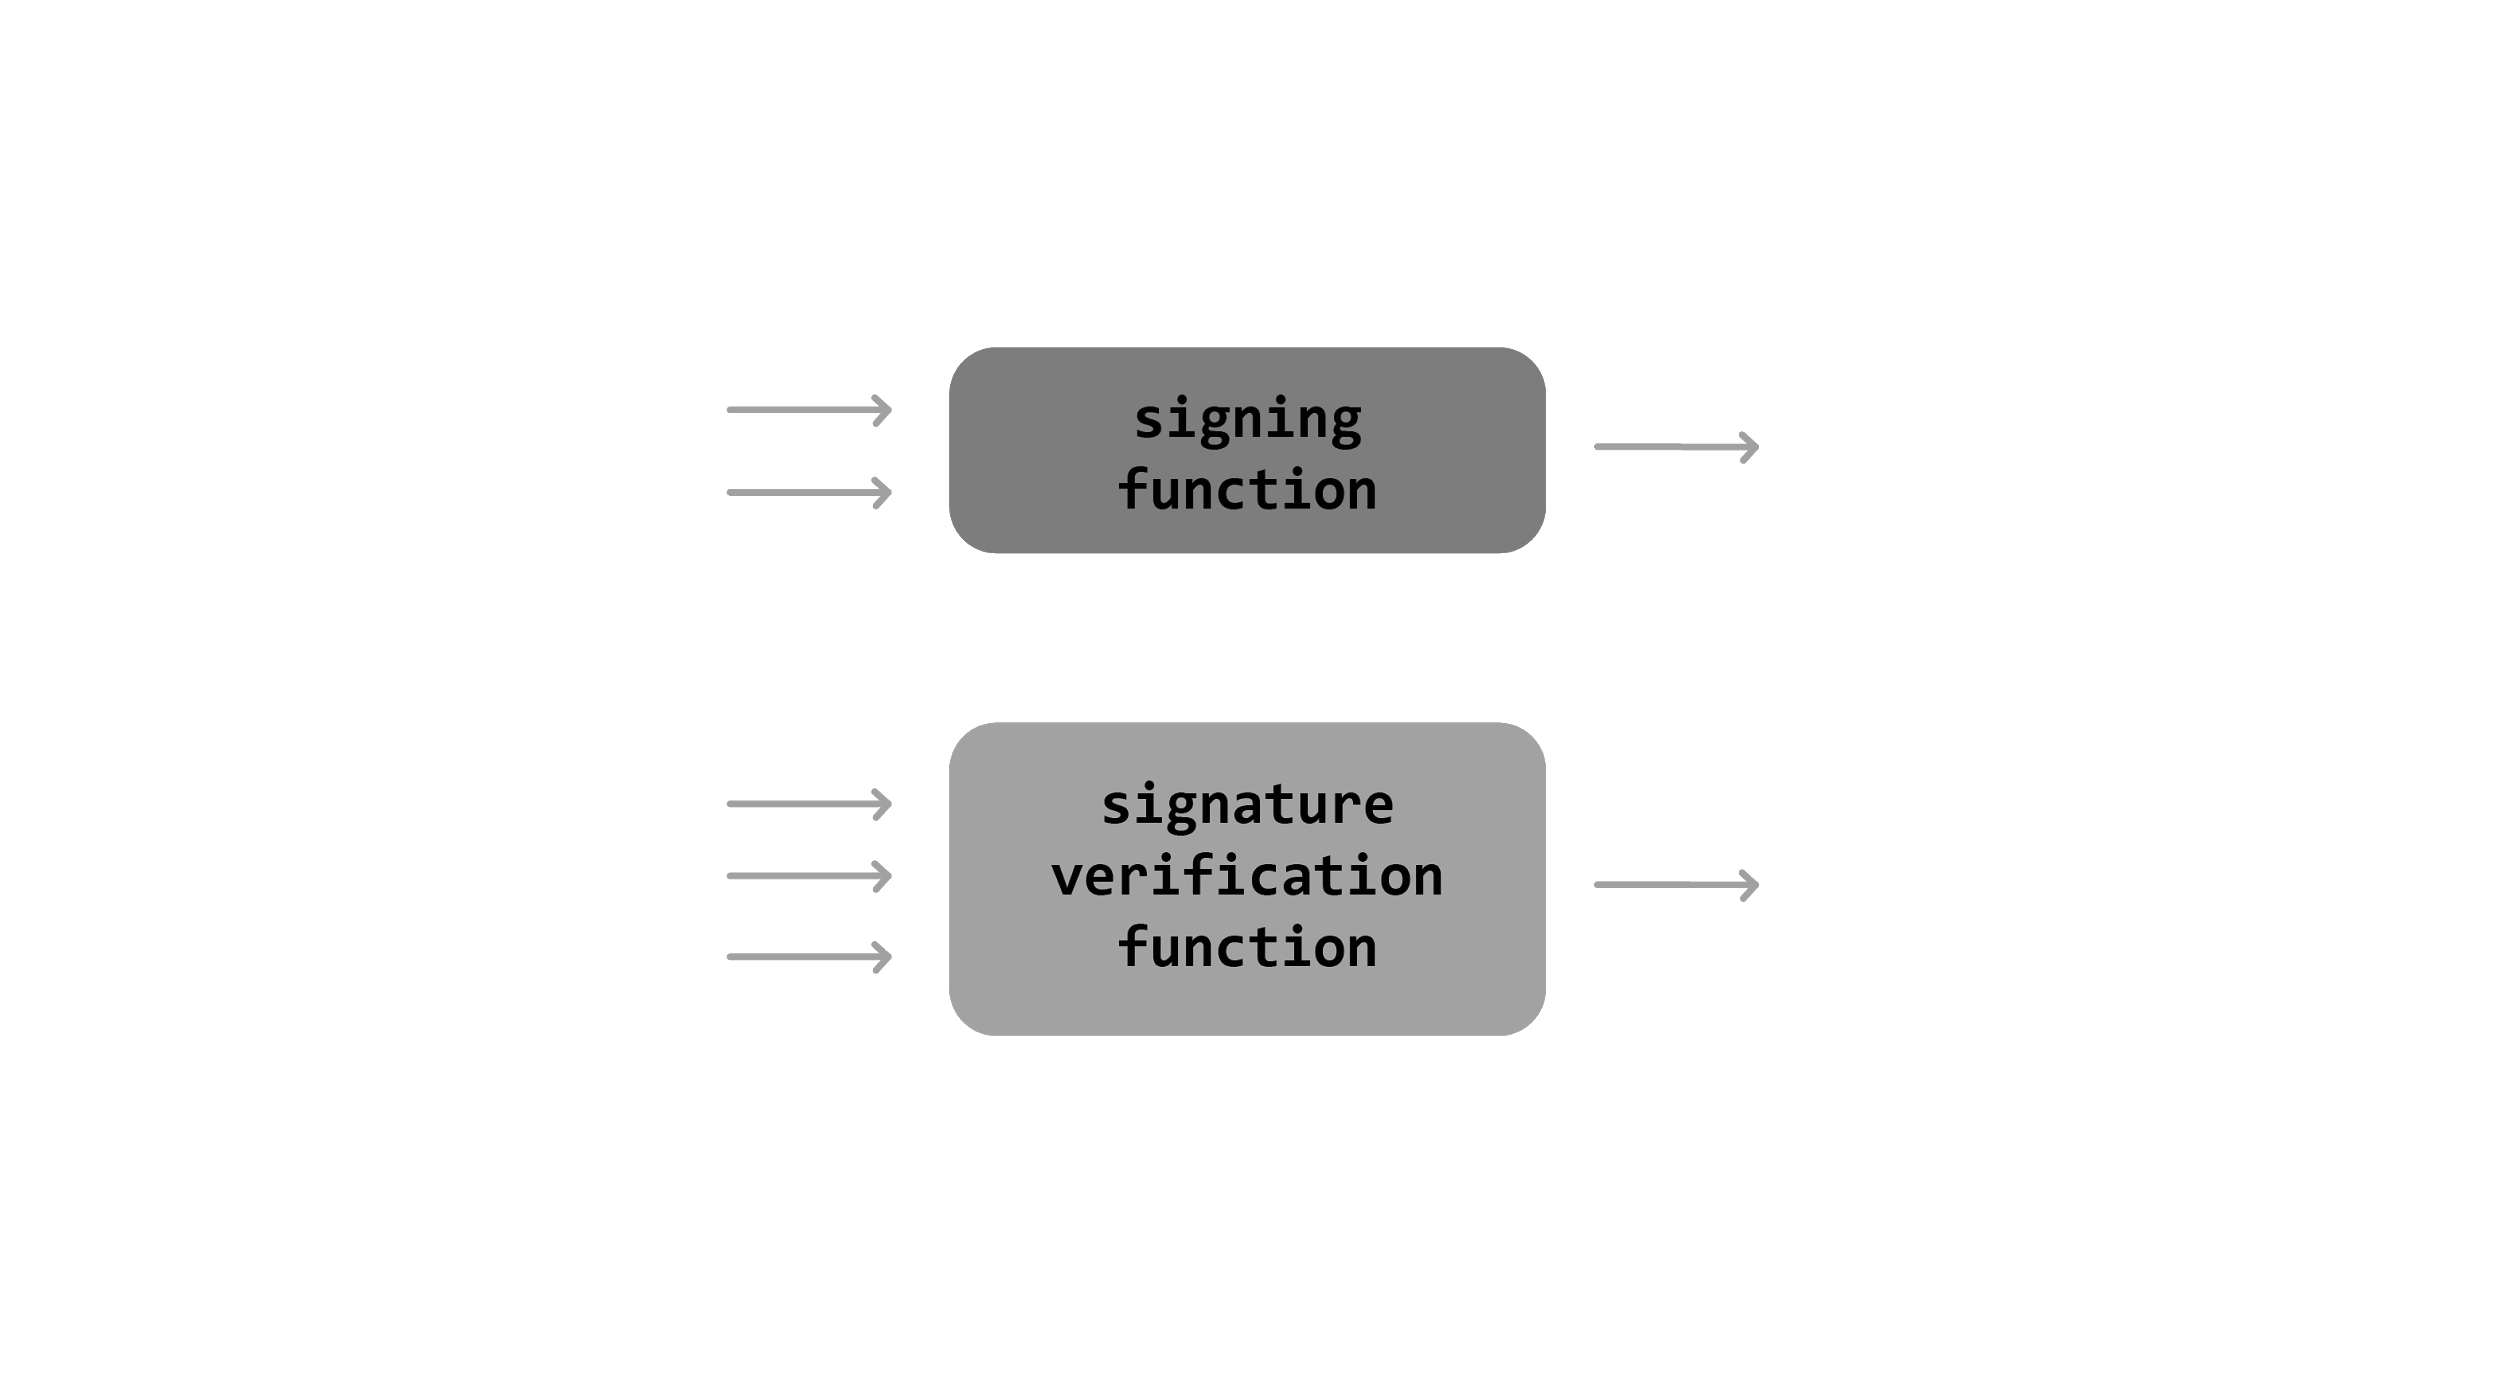 signing
function
signature
verification
function